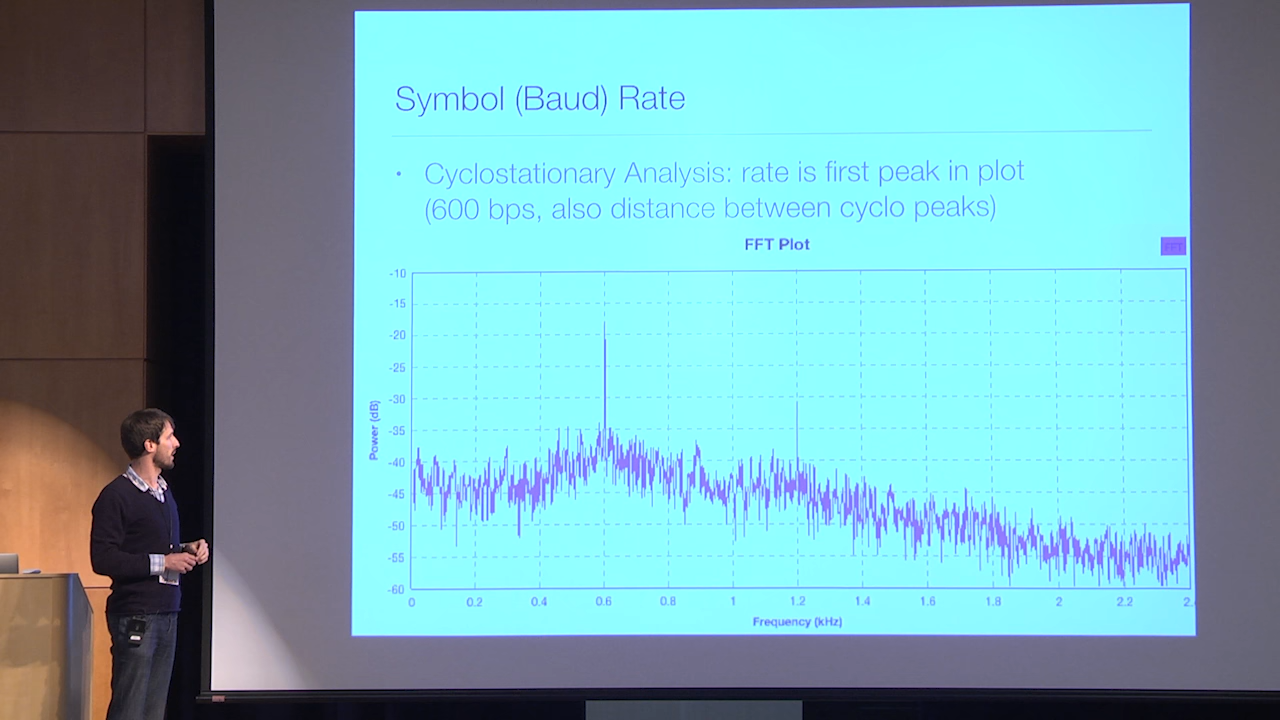 Symbol (Baud) Rate
• Cyclostationary Analysis: rate is first peak in plot
(600 bps, also distance between cyclo peaks)
FFT Plot
FFT
-10
-15
-20
-25
-30
-35
-40
-45
-50
-55
-60
Power (dB)
0 0.2 0.4 0.6 0.8 1 1.2 1.4 1.6 1.8 2 2.2 2.
Frequency (kHz)